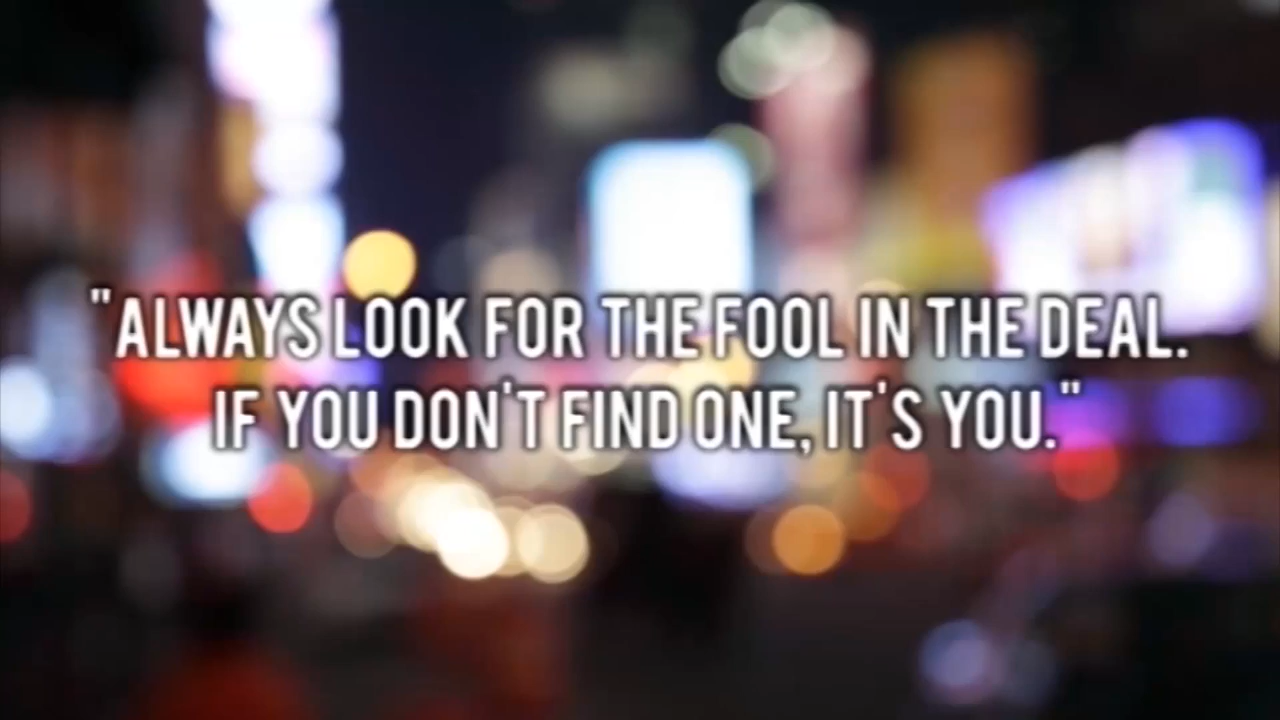 "ALWAYS LOOK FOR THE FOOL IN THE DEAL.
IF YOU DON'T FIND ONE, IT'S YOU."